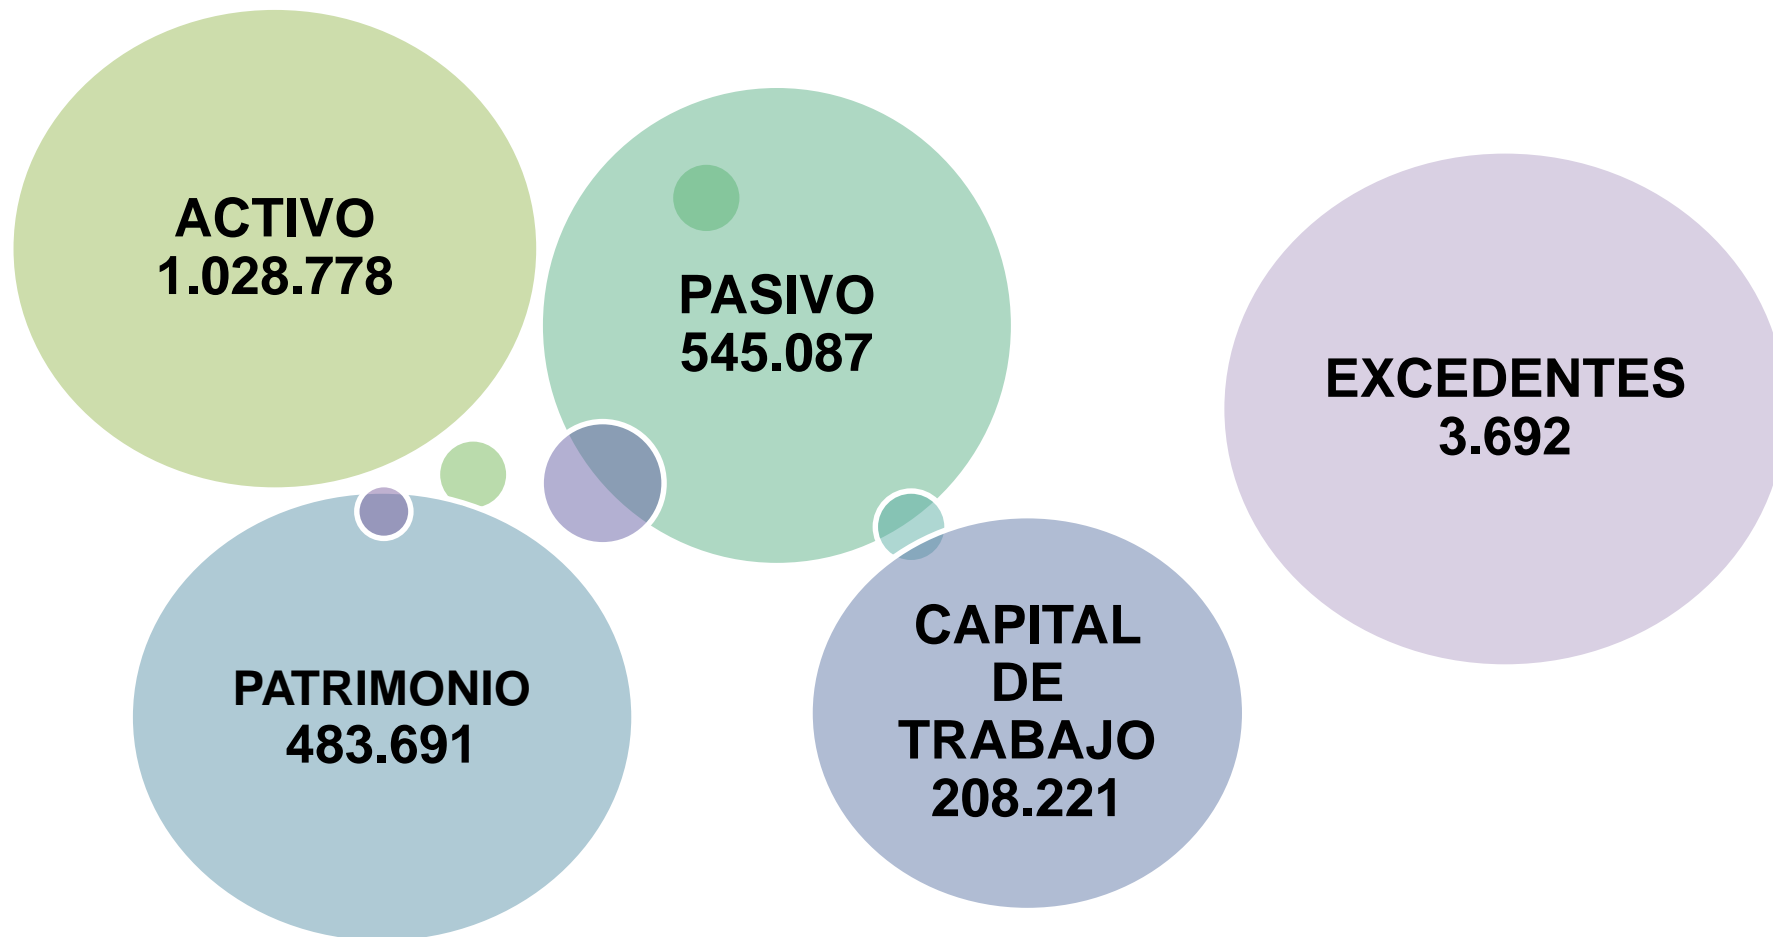 ACTIVO
1.028.778
PASIVO
545.087
EXCEDENTES
3.692
PATRIMONIO
483.691
CAPITAL
DE
TRABAJO
208.221